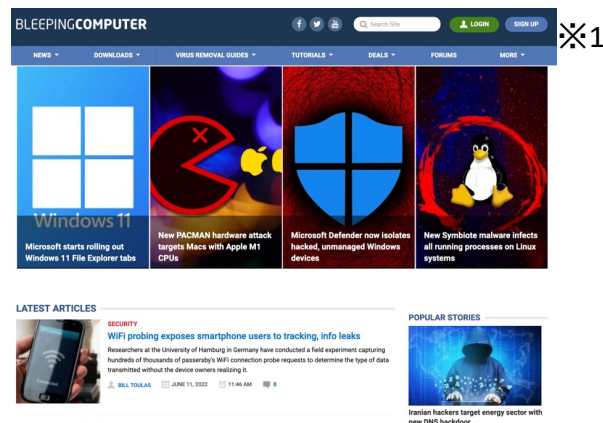 BLEEPINGCOMPUTER
Search Site
LOGIN
SIGN UP
※1
NEWS
DOWNLOADS
VIRUS REMOVAL GUIDES
TUTORIALS
DEALS
FORUMS
MORE
Windows 11
Microsoft starts rolling out
Windows 11 File Explorer tabs
New PACMAN hardware attack
targets Macs with Apple M1
CPUs
Microsoft Defender now isolates
hacked, unmanaged Windows
devices
New Symbiote malware infects
all running processes on Linux
systems
LATEST ARTICLES
SECURITY
WiFi probing exposes smartphone users to tracking, info leaks
Researchers at the University of Hamburg in Germany have conducted a field experiment capturing
hundreds of thousands of passersby's WiFi connection probe requests to determine the type of data
transmitted without the device owners realizing it.
BILL TOULAS
JUNE 11, 2022
11:46 AM
0
POPULAR STORIES
Iranian hackers target energy sector with
new DNS backdoor